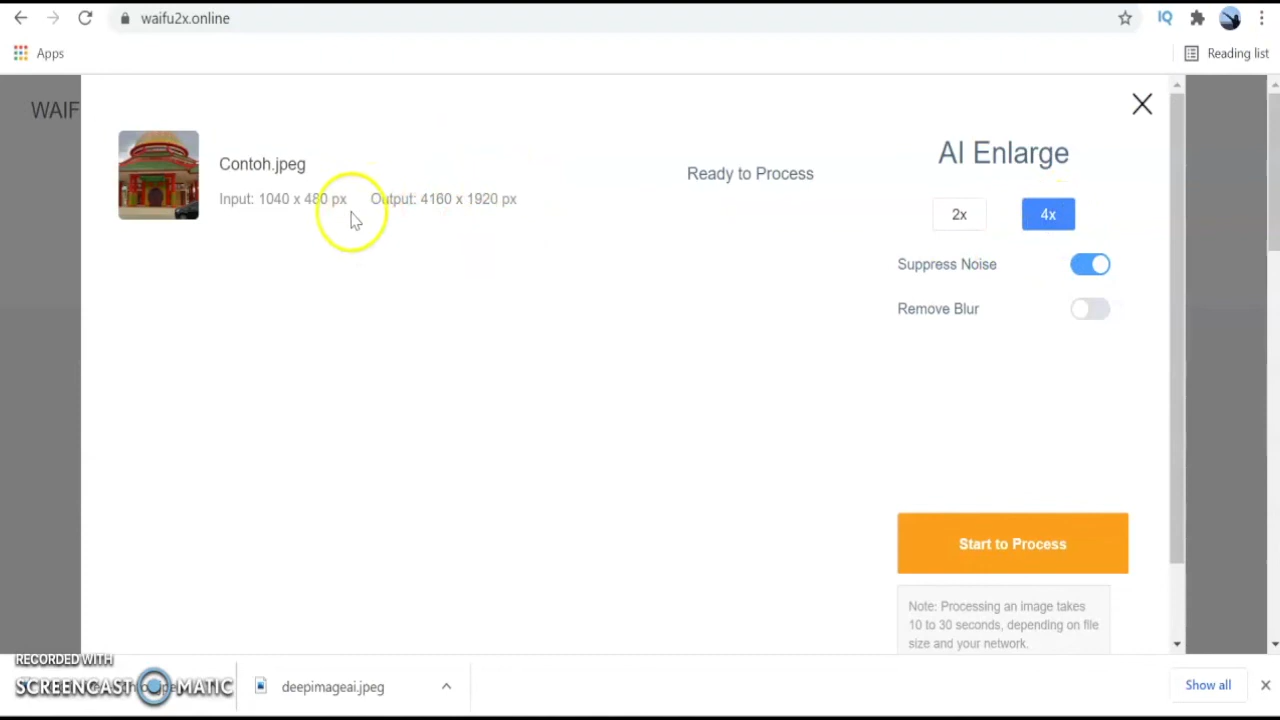 waifu2x.online
IQ
Apps
Reading list
WAIF
Contoh.jpeg
Input: 1040 x 480 px
Output: 4160 x 1920 px
Ready to Process
AI Enlarge
2x
4x
Suppress Noise
Remove Blur
Start to Process
Note: Processing an image takes
10 to 30 seconds, depending on file
size and your network.
RECORDED WITH
SCREENCAST MATIC
deepimageai.jpeg
Show all